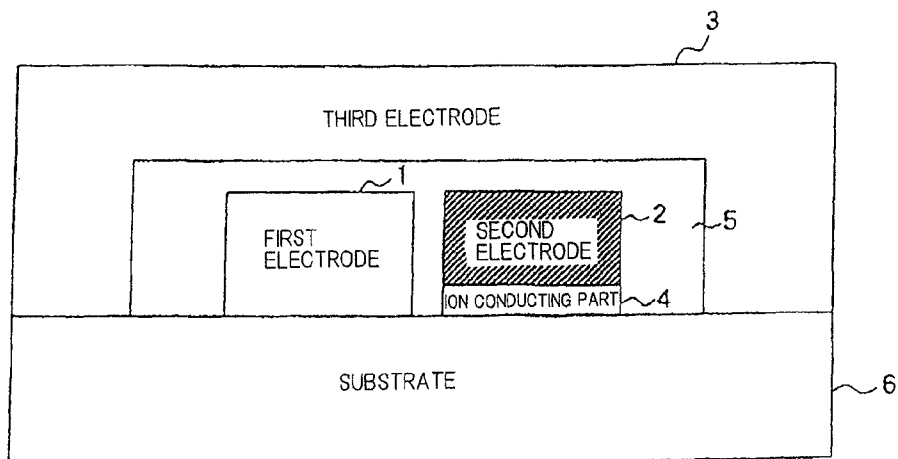 3
THIRD ELECTRODE
1
FIRST
ELECTRODE
SECOND
ELECTRODE
2
5
ION CONDUCTING PART
4
SUBSTRATE
6